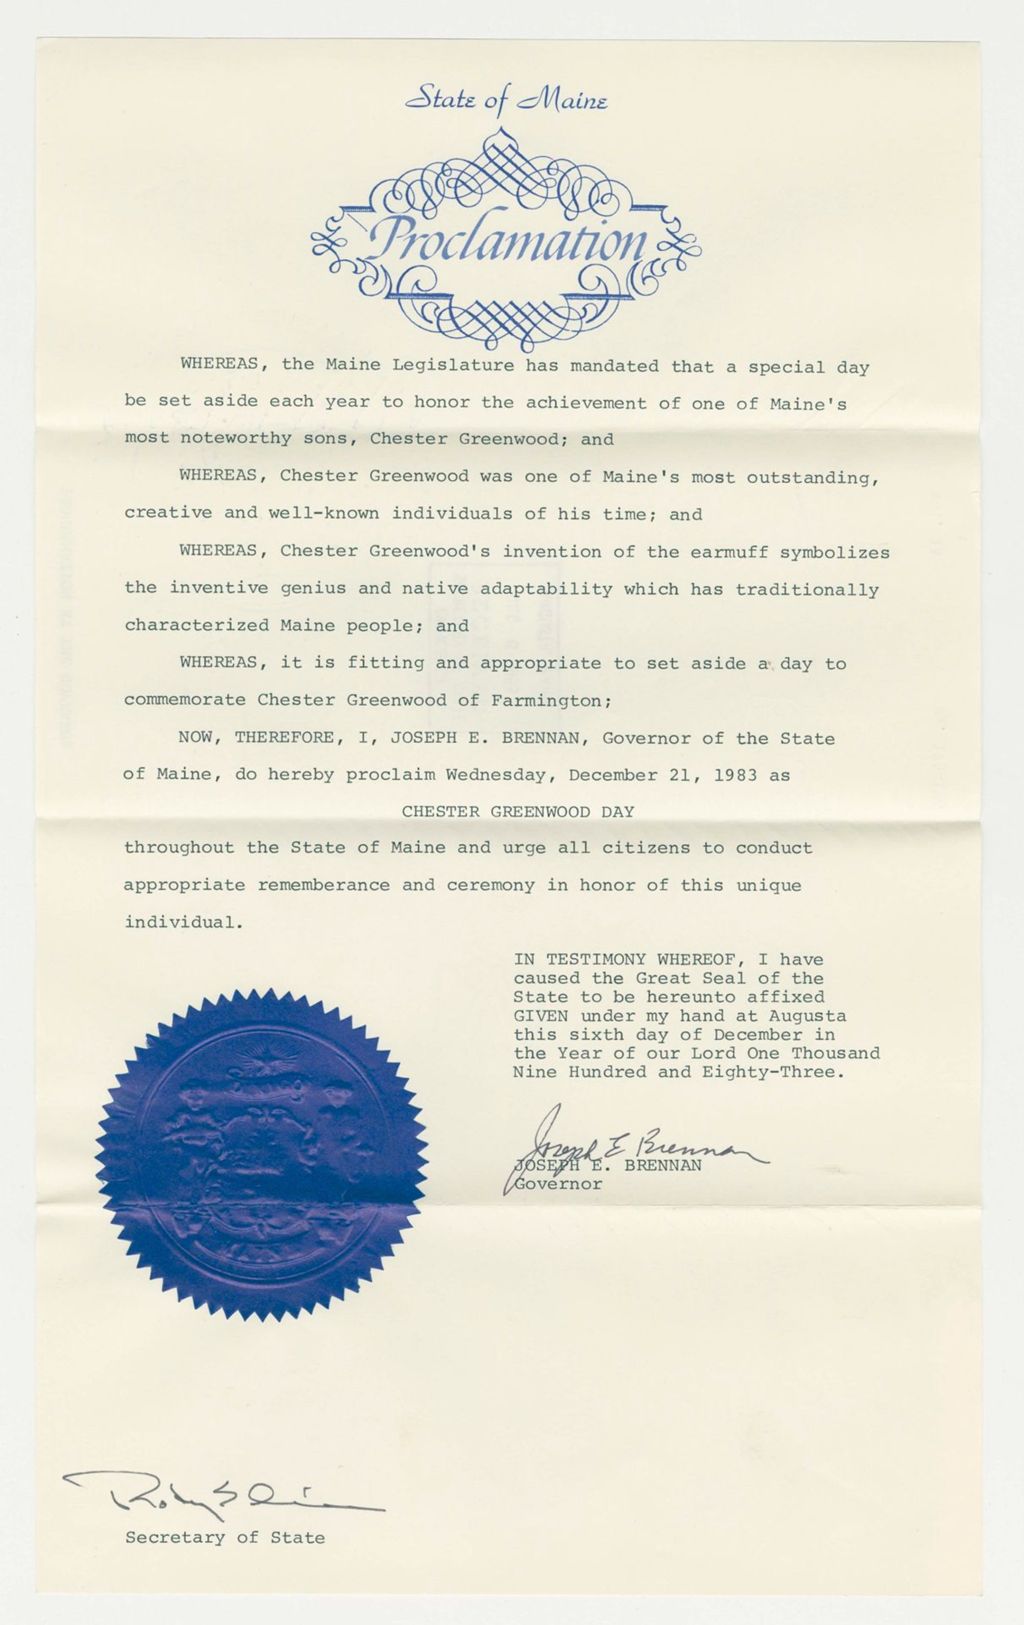 State of Maine
Proclamation
WHEREAS, the Maine Legislature has mandated that a special day
be set aside each year to honor the achievement of one of Maine's
most noteworthy sons, Chester Greenwood; and
WHEREAS, Chester Greenwood was one of Maine's most outstanding,
creative and well-known individuals of his time; and
WHEREAS, Chester Greenwood's invention of the earmuff symbolizes
the inventive genius and native adaptability which has traditionally
characterized Maine people; and
WHEREAS, it is fitting and appropriate to set aside a day to
commemorate Chester Greenwood of Farmington;
NOW, THEREFORE, I, JOSEPH E. BRENNAN, Governor of the State
of Maine, do hereby proclaim Wednesday, December 21, 1983 as
CHESTER GREENWOOD DAY
throughout the State of Maine and urge all citizens to conduct
appropriate rememberance and ceremony in honor of this unique
individual.
IN TESTIMONY WHEREOF, I have
caused the Great Seal of the
State to be hereunto affixed
GIVEN under my hand at Augusta
this sixth day of December in
the Year of our Lord One Thousand
Nine Hundred and Eighty-Three.
Joseph E Brennan
JOSEPH E. BRENNAN
Governor
Secretary of State